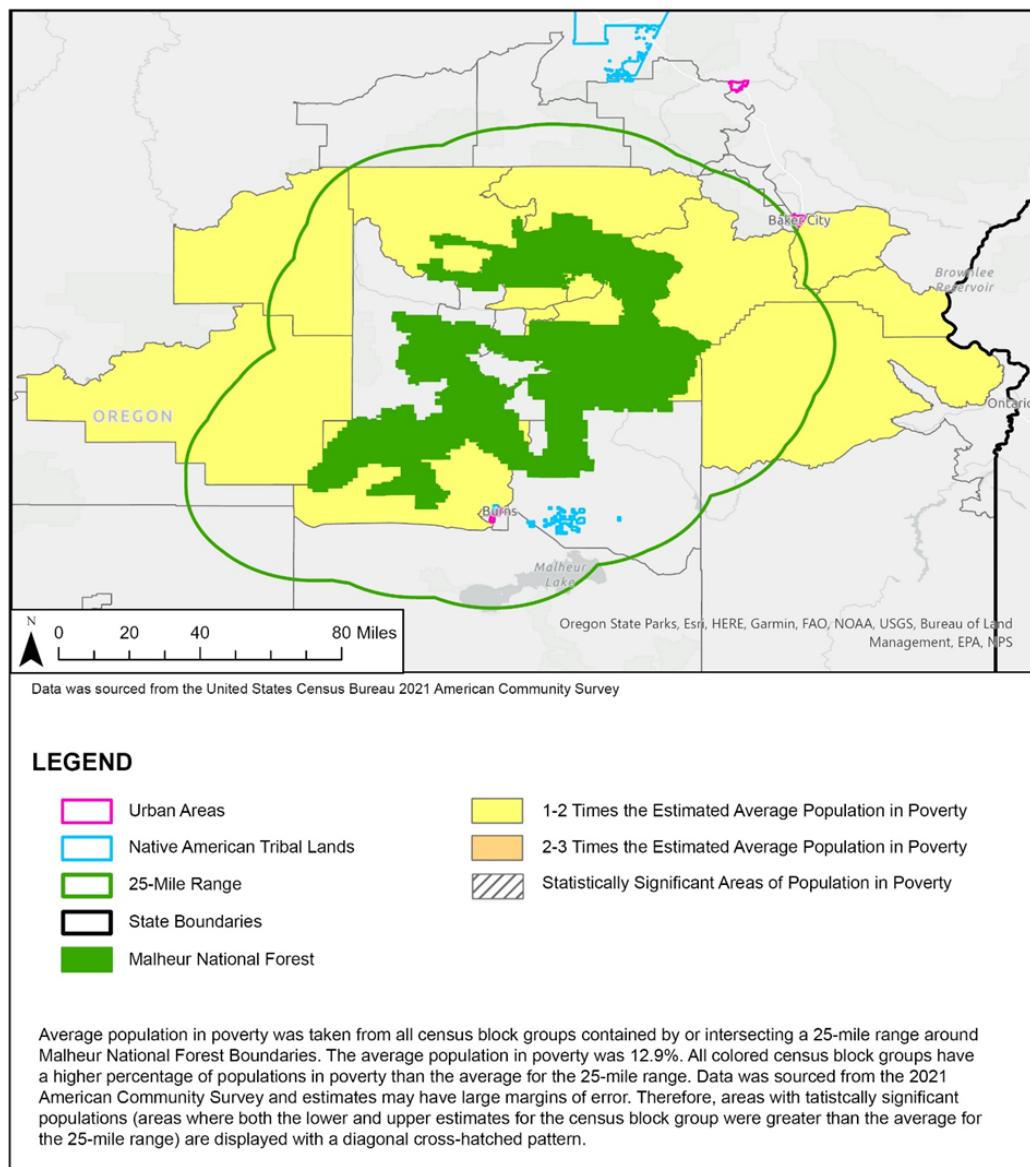 Baker City
Brownlee
Reservoir
OREGON
Ontario
Burns
Malheur
Lake
N
0 20 40 80 Miles
Oregon State Parks, Esri, HERE, Garmin, FAO, NOAA, USGS, Bureau of Land
Management, EPA, NPS
Data was sourced from the United States Census Bureau 2021 American Community Survey
LEGEND
Urban Areas
Native American Tribal Lands
25-Mile Range
State Boundaries
Malheur National Forest
1-2 Times the Estimated Average Population in Poverty
2-3 Times the Estimated Average Population in Poverty
Statistically Significant Areas of Population in Poverty
Average population in poverty was taken from all census block groups contained by or intersecting a 25-mile range around
Malheur National Forest Boundaries. The average population in poverty was 12.9%. All colored census block groups have
a higher percentage of populations in poverty than the average for the 25-mile range. Data was sourced from the 2021
American Community Survey and estimates may have large margins of error. Therefore, areas with tatistcally significant
populations (areas where both the lower and upper estimates for the census block group were greater than the average for
the 25-mile range) are displayed with a diagonal cross-hatched pattern.